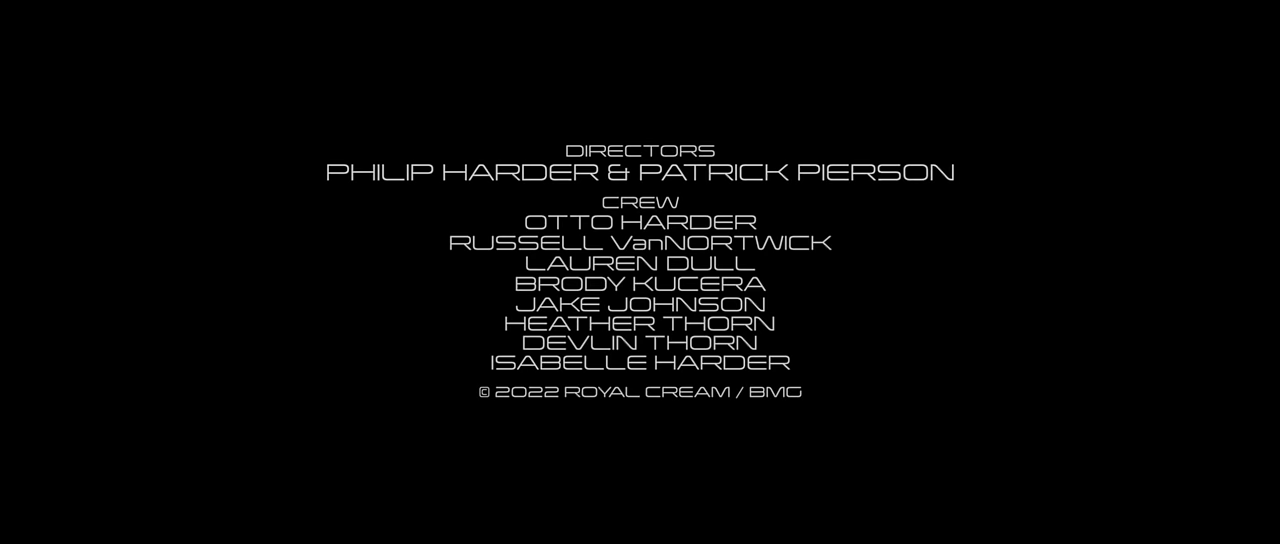 DIRECTORS
PHILIP HARDER & PATRICK PIERSON
CREW
OTTO HARDER
RUSSELL VanNORTWICK
LAUREN DULL
BRODY KUCERA
JAKE JOHNSON
HEATHER THORN
DEVLIN THORN
ISABELLE HARDER
© 2022 ROYAL CREAM / BMG